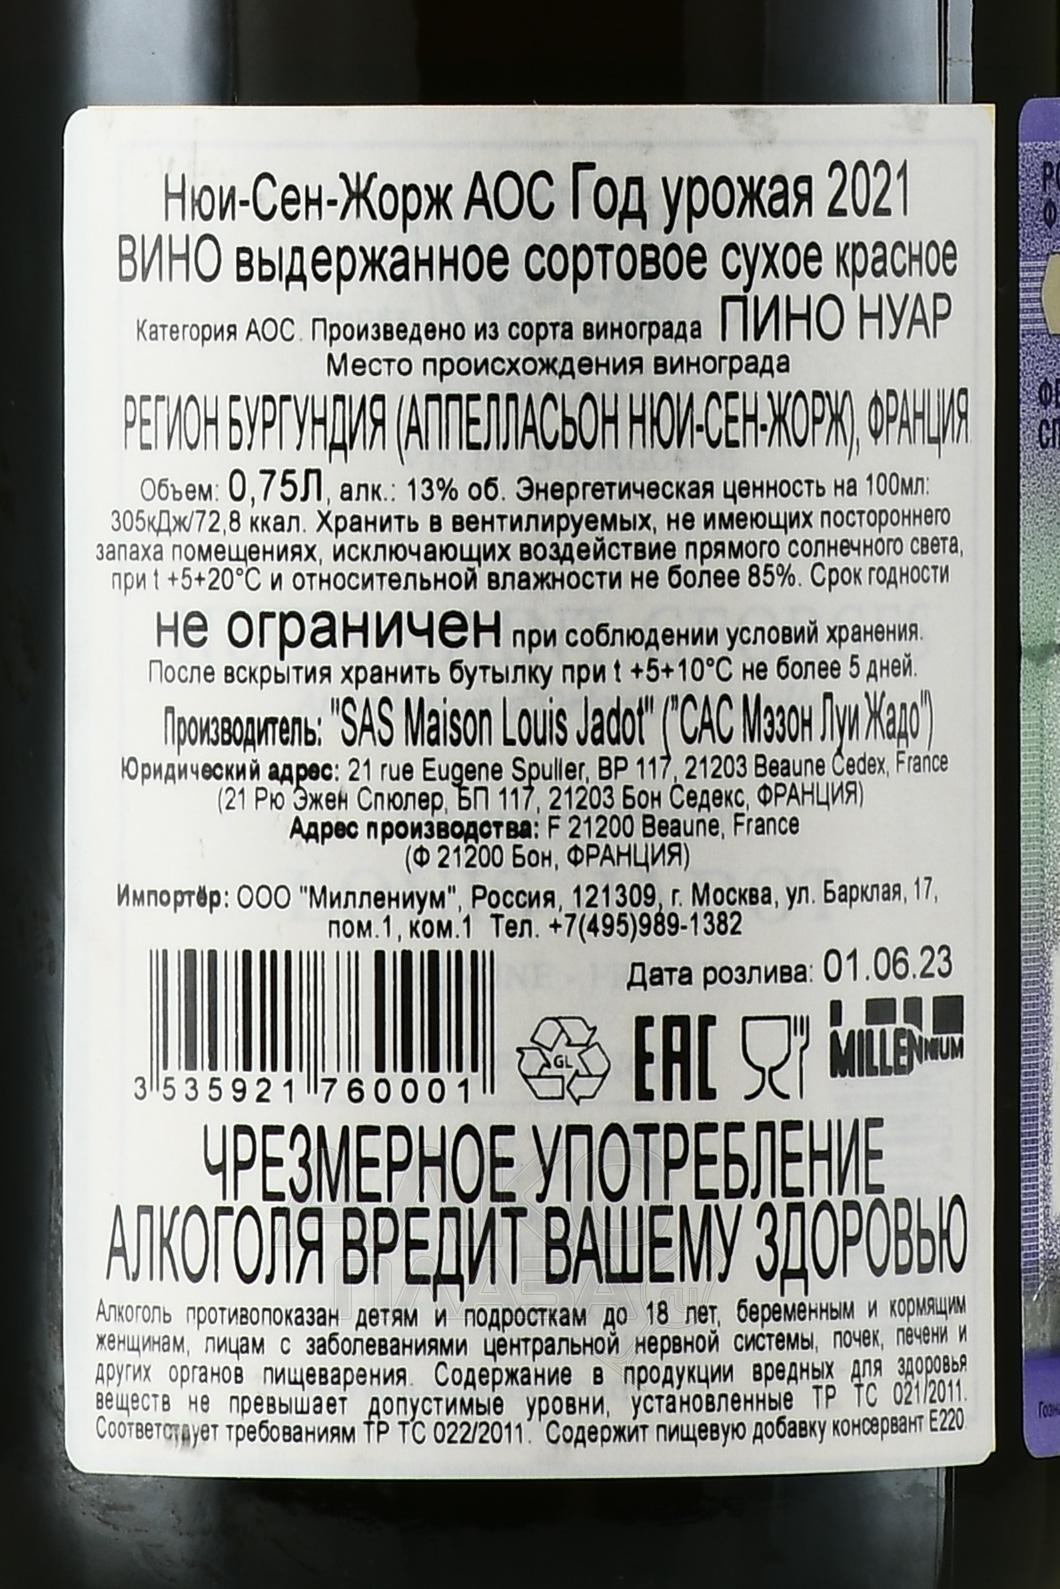 Нюи-Сен-Жорж АОС Год урожая 2021
ВИНО выдержанное сортовое сухое красное
Категория АОС. Произведено из сорта винограда ПИНО НУАР
Место происхождения винограда
РЕГИОН БУРГУНДИЯ (АППЕЛЛАСЬОН НЮИ-СЕН-ЖОРЖ), ФРАНЦИЯ
Объем: 0,75Л, алк.: 13% об. Энергетическая ценность на 100мл:
305кДж/72,8 ккал. Хранить в вентилируемых, не имеющих постороннего
запаха помещениях, исключающих воздействие прямого солнечного света,
при t +5+20°С и относительной влажности не более 85%. Срок годности
не ограничен при соблюдении условий хранения.
После вскрытия хранить бутылку при t +5+10°С не более 5 дней.
Производитель: "SAS Maison Louis Jadot" ("САС Мэзон Луи Жадо")
Юридический адрес: 21 rue Eugene Spuller, BP 117, 21203 Beaune Cedex, France
(21 Рю Эжен Спюлер, БП 117, 21203 Бон Седекс, ФРАНЦИЯ)
Адрес производства: F 21200 Beaune, France
(Ф 21200 Бон, ФРАНЦИЯ)
Импортёр: ООО "Миллениум", Россия, 121309, г. Москва, ул. Барклая, 17,
пом.1, ком.1 Тел. +7(495)989-1382
Дата розлива: 01.06.23
3 535921 760001
GL
EAC
MILLENNIUM
ЧРЕЗМЕРНОЕ УПОТРЕБЛЕНИЕ
АЛКОГОЛЯ ВРЕДИТ ВАШЕМУ ЗДОРОВЬЮ
Алкоголь противопоказан детям и подросткам до 18 лет, беременным и кормящим
женщинам, лицам с заболеваниями центральной нервной системы, почек, печени и
других органов пищеварения. Содержание в продукции вредных для здоровья
веществ не превышает допустимые уровни, установленные ТР ТС 021/2011.
Соответствует требованиям ТР ТС 022/2011. Содержит пищевую добавку консервант Е220